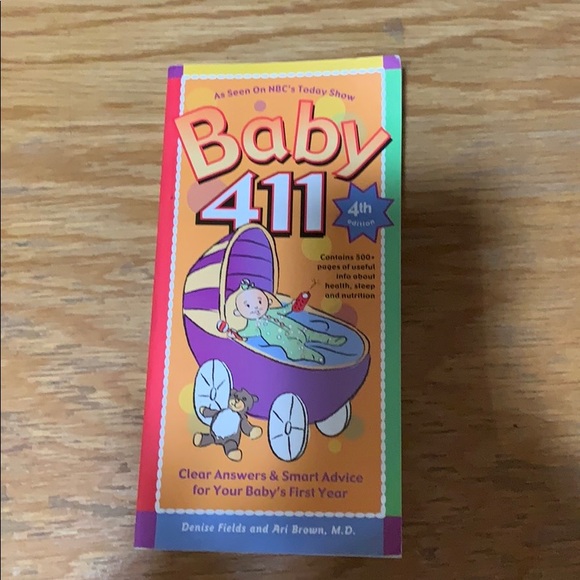 As Seen On NBC's Today Show
Baby
411
4th
edition
Contains 500+
pages of useful
info about
health, sleep
and nutrition
Clear Answers & Smart Advice
for Your Baby's First Year
Denise Fields and Ari Brown, M.D.